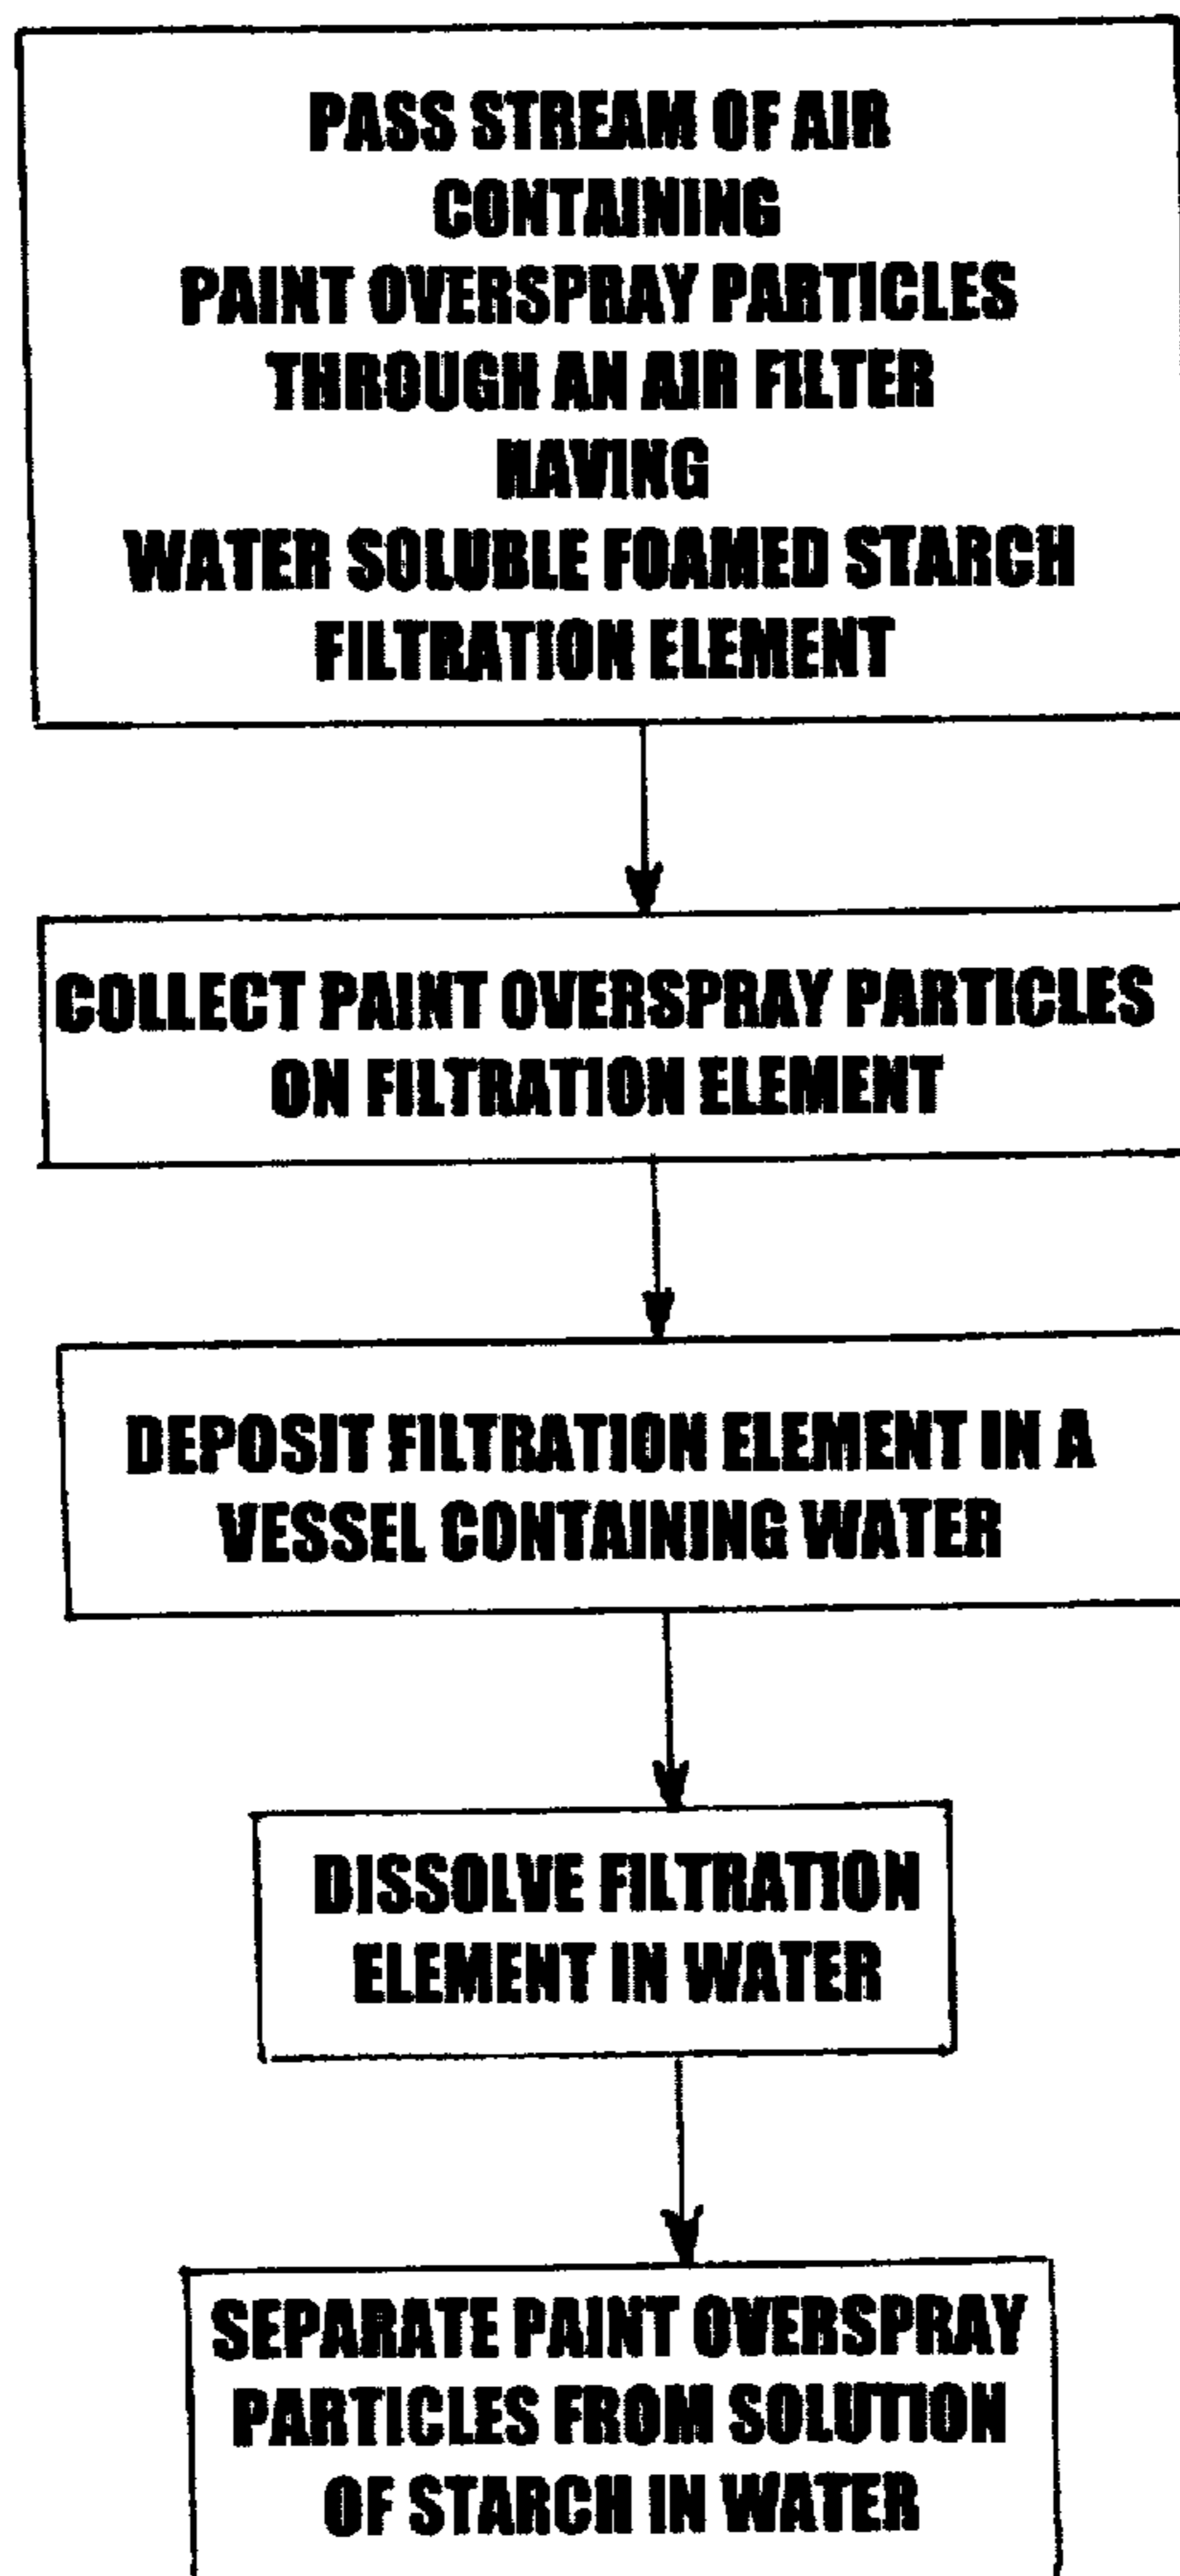 PASS STREAM OF AIR
CONTAINING
PAINT OVERSPRAY PARTICLES
THROUGH AN AIR FILTER
HAVING
WATER SOLUBLE FOAMED STARCH
FILTRATION ELEMENT
COLLECT PAINT OVERSPRAY PARTICLES
ON FILTRATION ELEMENT
DEPOSIT FILTRATION ELEMENT IN A
VESSEL CONTAINING WATER
DISSOLVE FILTRATION
ELEMENT IN WATER
SEPARATE PAINT OVERSPRAY
PARTICLES FROM SOLUTION
OF STARCH IN WATER